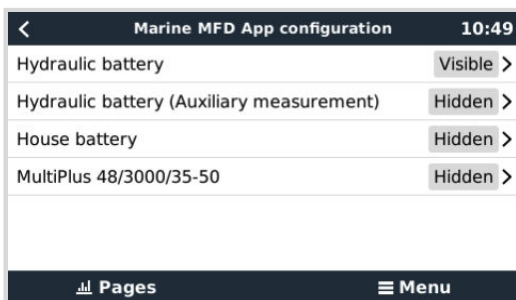 Marine MFD App configuration 10:49
Hydraulic battery Visible
Hydraulic battery (Auxiliary measurement) Hidden
House battery Hidden
MultiPlus 48/3000/35-50 Hidden
Pages Menu